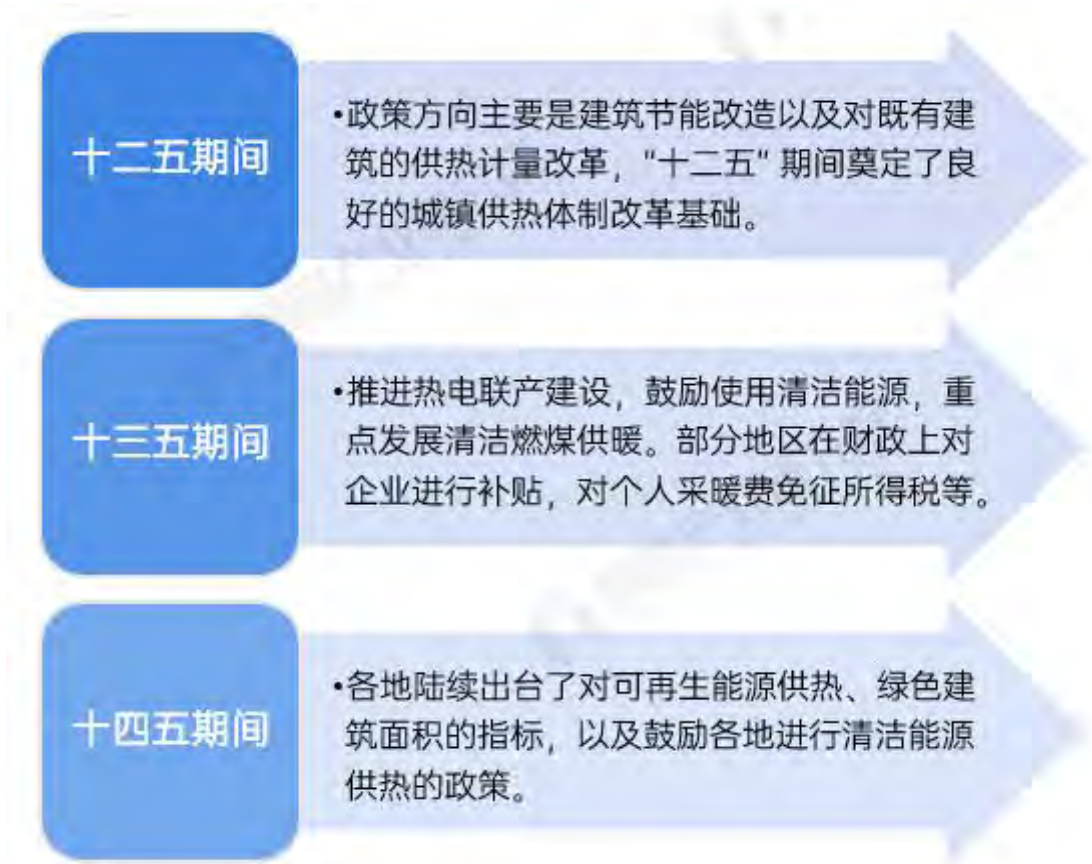 十二五期间
•政策方向主要是建筑节能改造以及对既有建
筑的供热计量改革，“十二五”期间奠定了良
好的城镇供热体制改革基础。
十三五期间
•推进热电联产建设，鼓励使用清洁能源，重
点发展清洁燃煤供暖。部分地区在财政上对
企业进行补贴，对个人采暖费免征所得税等。
十四五期间
•各地陆续出台了对可再生能源供热、绿色建
筑面积的指标，以及鼓励各地进行清洁能源
供热的政策。